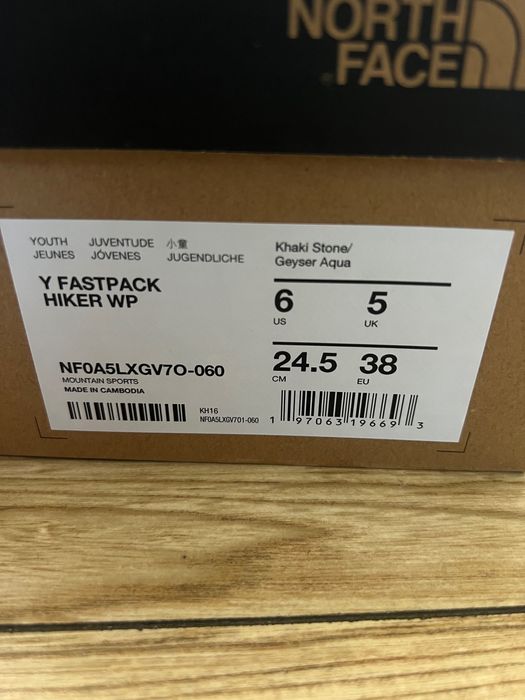 NORTH
FACE
YOUTH JUVENTUDE 小童
JEUNES JÓVENES JUGENDLICHE
Y FASTPACK
HIKER WP
NF0A5LXGV7O-060
MOUNTAIN SPORTS
MADE IN CAMBODIA
KH16
NF0A5LXGV701-060
Khaki Stone/
Geyser Aqua
6 5
US UK
24.5 38
CM EU
1 97063 19669 3